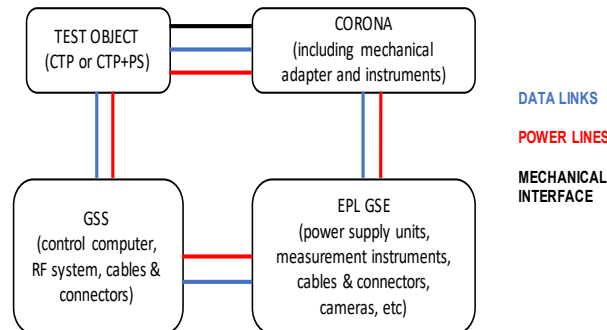 TEST OBJECT
(CTP or CTP+PS)
CORONA
(including mechanical
adapter and instruments)
DATA LINKS
POWER LINES
MECHANICAL
INTERFACE
GSS
(control computer,
RF system, cables &
connectors)
EPL GSE
(power supply units,
measurement instruments,
cables & connectors,
cameras, etc)